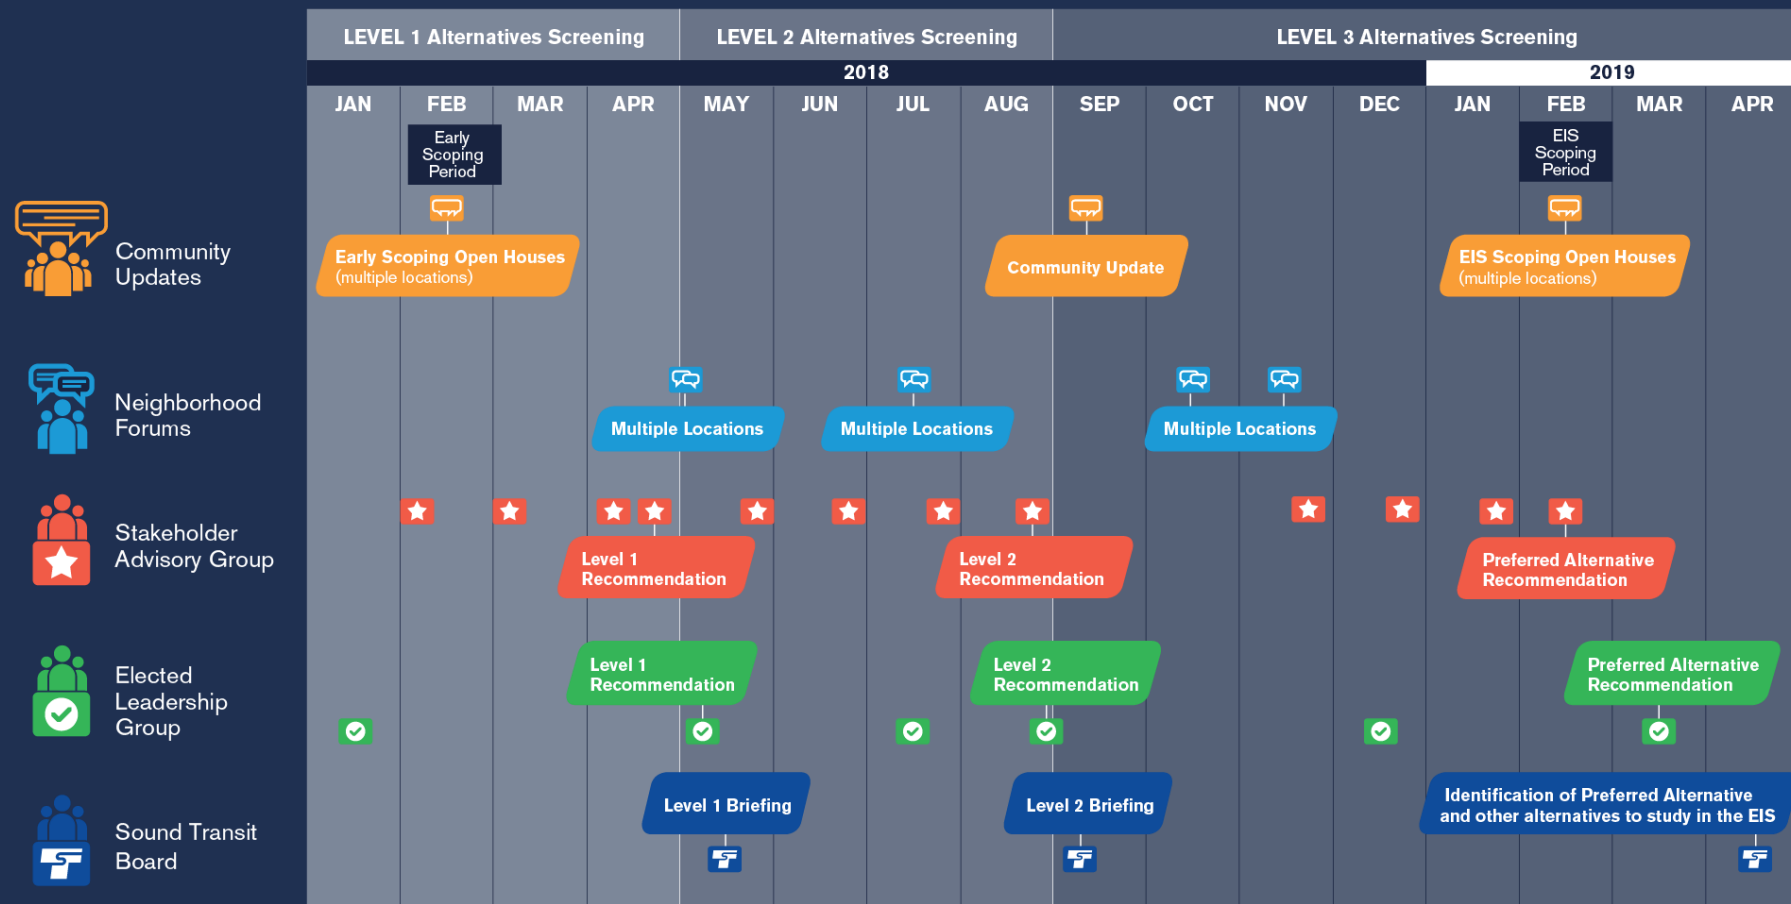 LEVEL 1 Alternatives Screening
LEVEL 2 Alternatives Screening
LEVEL 3 Alternatives Screening
2018
2019
JAN
FEB
MAR
APR
MAY
JUN
JUL
AUG
SEP
OCT
NOV
DEC
JAN
FEB
MAR
APR
Early
Scoping
Period
EIS
Scoping
Period
Community
Updates
Early Scoping Open Houses
(multiple locations)
Community Update
EIS Scoping Open Houses
(multiple locations)
Neighborhood
Forums
Multiple Locations
Multiple Locations
Multiple Locations
Stakeholder
Advisory Group
Level 1
Recommendation
Level 2
Recommendation
Preferred Alternative
Recommendation
Elected
Leadership
Group
Level 1
Recommendation
Level 2
Recommendation
Preferred Alternative
Recommendation
Sound Transit
Board
Level 1 Briefing
Level 2 Briefing
Identification of Preferred Alternative
and other alternatives to study in the EIS